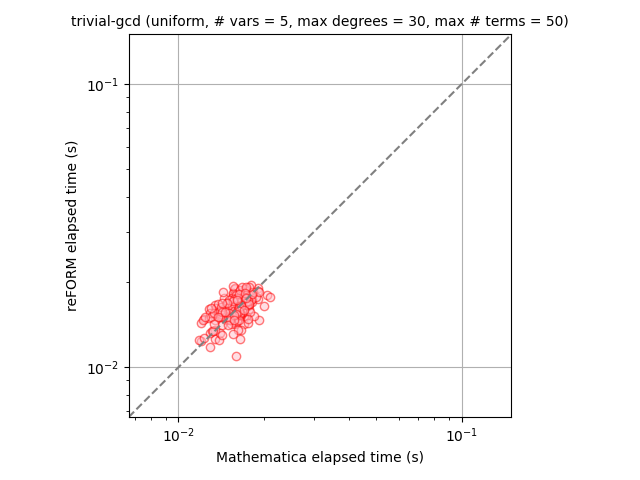 trivial-gcd (uniform, # vars = 5, max degrees = 30, max # terms = 50)
10⁻¹
10⁻²
reFORM elapsed time (s)
10⁻²
10⁻¹
Mathematica elapsed time (s)